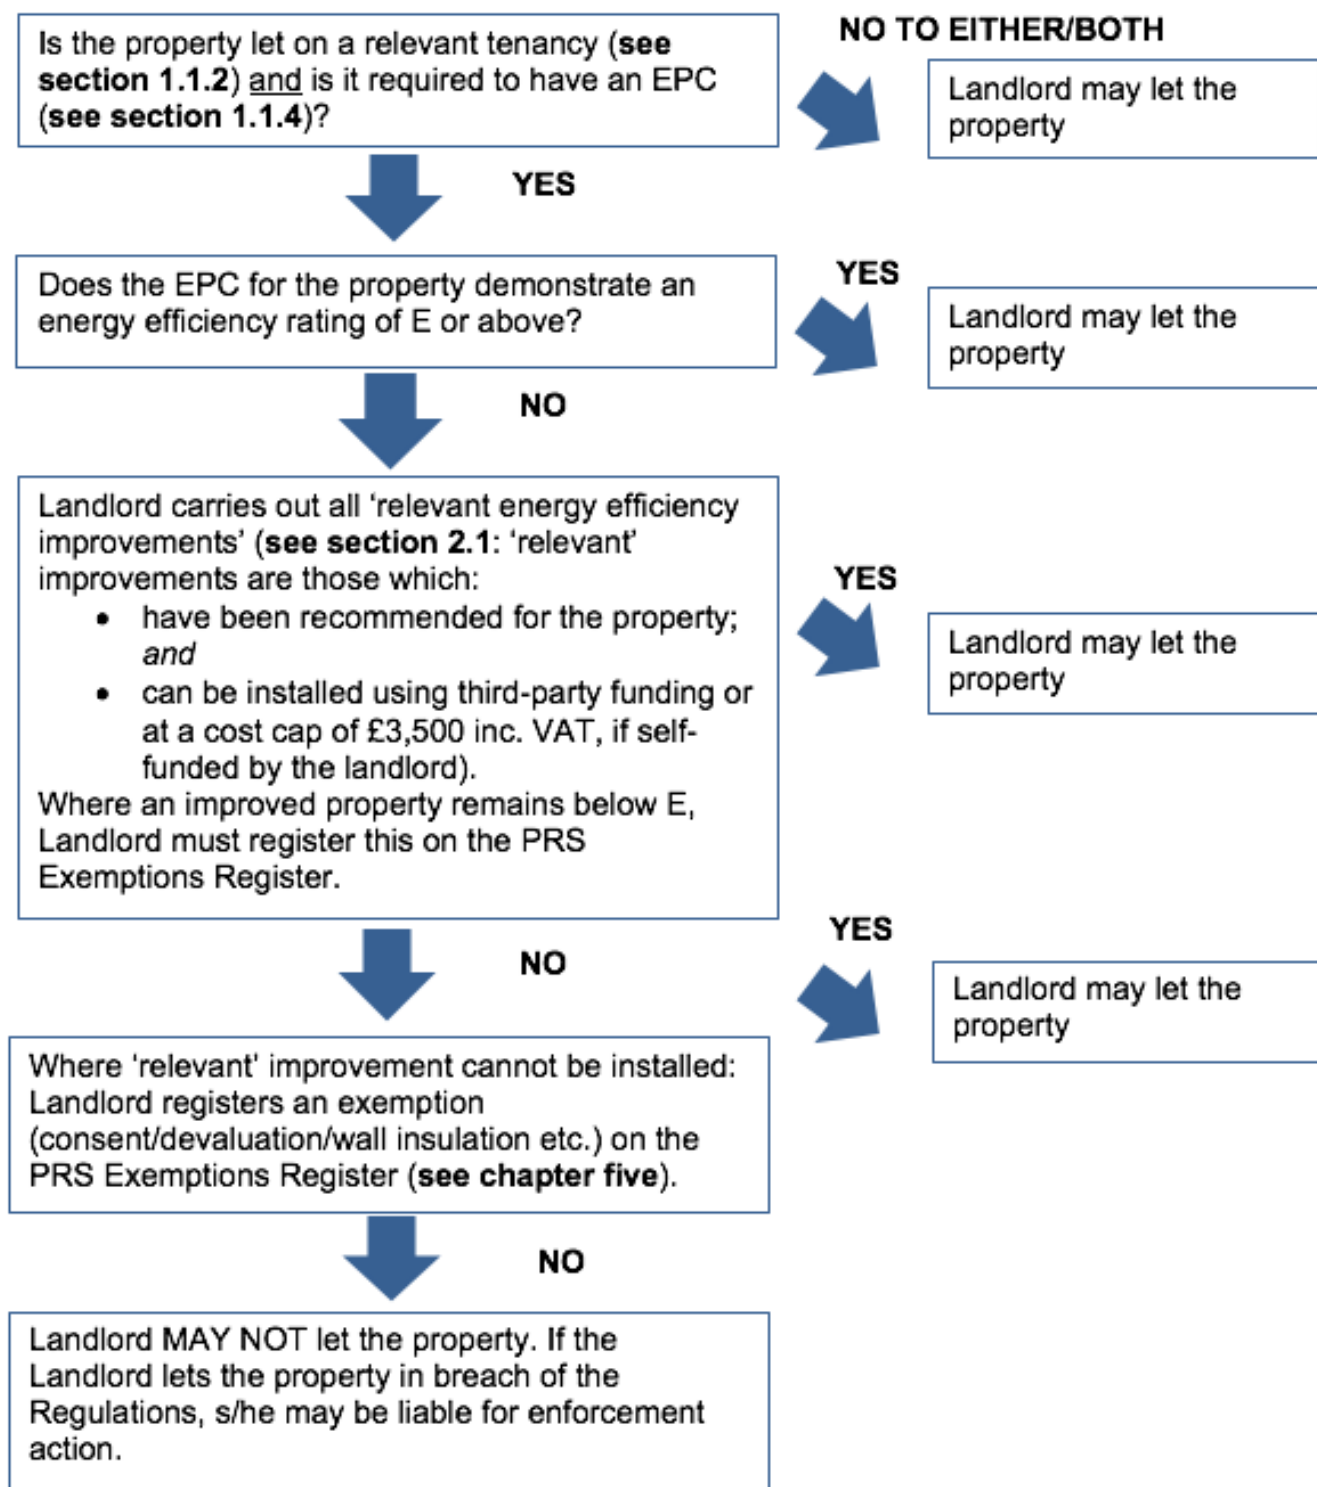 Is the property let on a relevant tenancy (see
section 1.1.2) and is it required to have an EPC
(see section 1.1.4)?
NO TO EITHER/BOTH
Landlord may let the
property
YES
Does the EPC for the property demonstrate an
energy efficiency rating of E or above?
YES
Landlord may let the
property
NO
Landlord carries out all ‘relevant energy efficiency
improvements’ (see section 2.1: ‘relevant’
improvements are those which:
• have been recommended for the property;
and
• can be installed using third-party funding or
at a cost cap of £3,500 inc. VAT, if self-
funded by the landlord).
Where an improved property remains below E,
Landlord must register this on the PRS
Exemptions Register.
YES
Landlord may let the
property
NO
YES
Landlord may let the
property
Where ‘relevant’ improvement cannot be installed:
Landlord registers an exemption
(consent/devaluation/wall insulation etc.) on the
PRS Exemptions Register (see chapter five).
NO
Landlord MAY NOT let the property. If the
Landlord lets the property in breach of the
Regulations, s/he may be liable for enforcement
action.